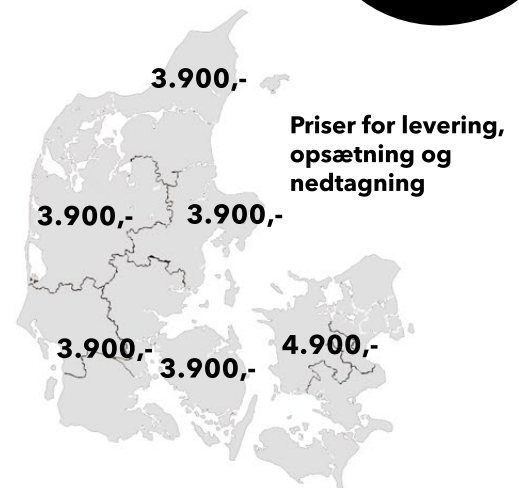 3.900,-
Priser for levering,
opsætning og
nedtagning
3.900,- 3.900,-
3.900,- 3.900,- 4.900,-